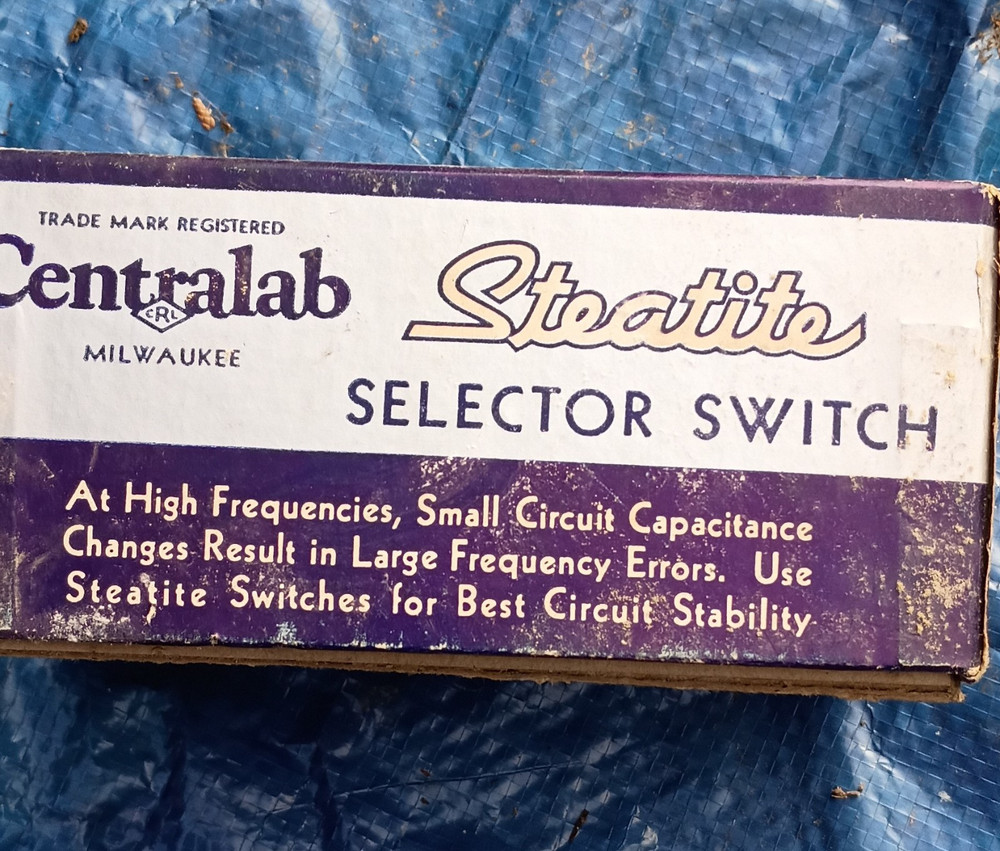 TRADE MARK REGISTERED
Centralab
CRL
MILWAUKEE
Steatite
SELECTOR SWITCH
At High Frequencies, Small Circuit Capacitance
Changes Result in Large Frequency Errors. Use
Steatite Switches for Best Circuit Stability